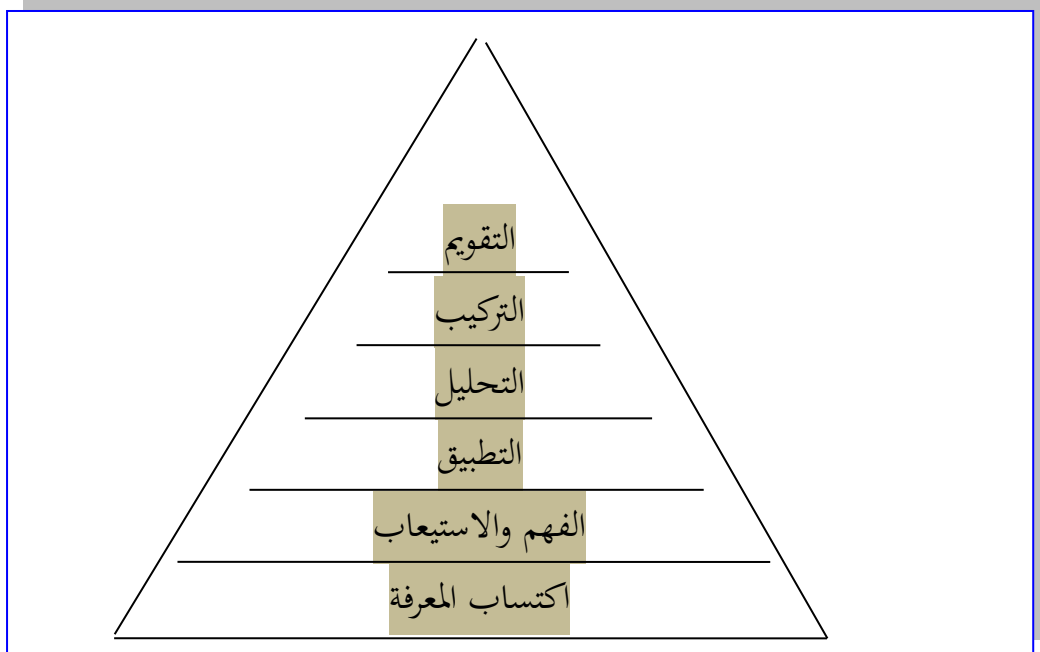 التقويم
التركيب
التحليل
التطبيق
الفهم والاستيعاب
اكتساب المعرفة